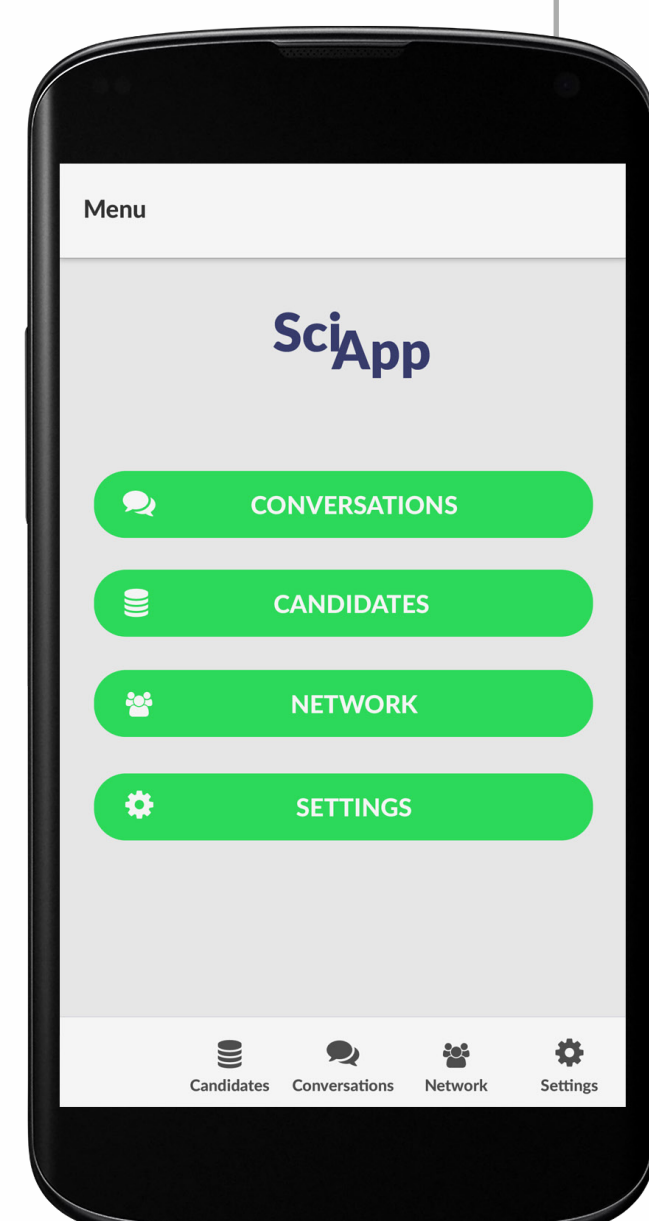 Menu
SciApp
CONVERSATIONS
CANDIDATES
NETWORK
SETTINGS
Candidates Conversations Network Settings